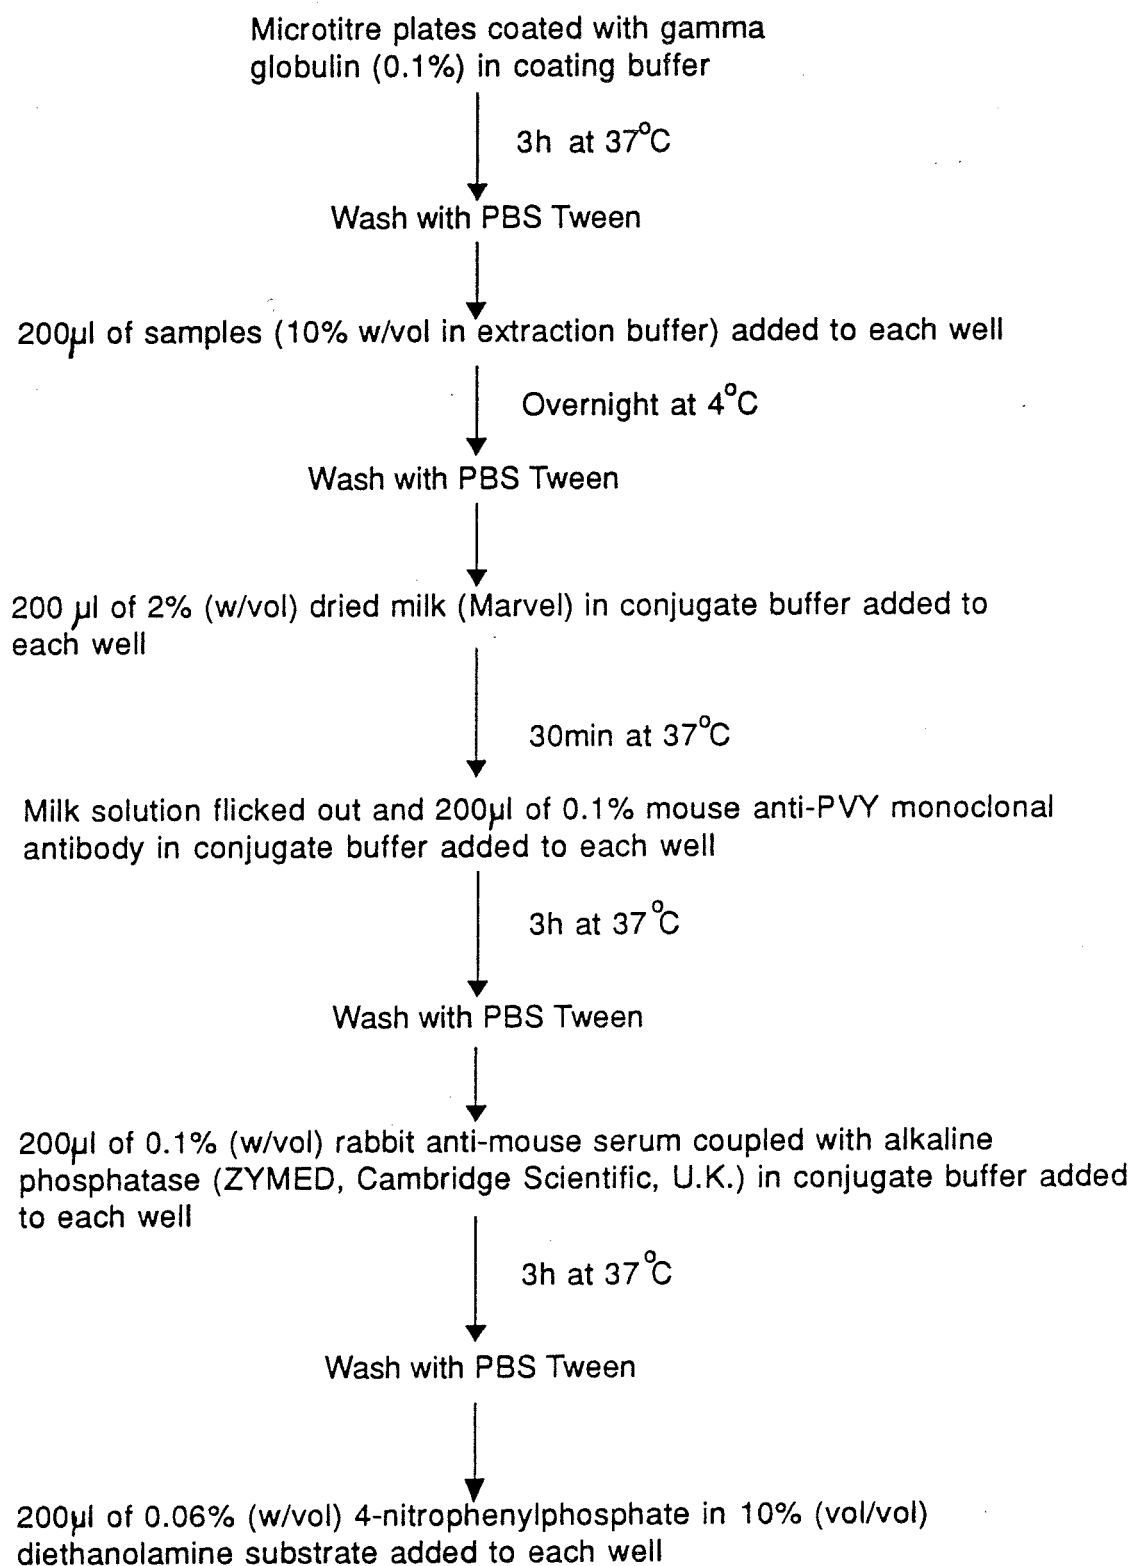 Microtitre plates coated with gamma
globulin (0.1%) in coating buffer
3h at 37°C
Wash with PBS Tween
200µl of samples (10% w/vol in extraction buffer) added to each well
Overnight at 4°C
Wash with PBS Tween
200 µl of 2% (w/vol) dried milk (Marvel) in conjugate buffer added to
each well
30min at 37°C
Milk solution flicked out and 200µl of 0.1% mouse anti-PVY monoclonal
antibody in conjugate buffer added to each well
3h at 37°C
Wash with PBS Tween
200µl of 0.1% (w/vol) rabbit anti-mouse serum coupled with alkaline
phosphatase (ZYMED, Cambridge Scientific, U.K.) in conjugate buffer added
to each well
3h at 37°C
Wash with PBS Tween
200µl of 0.06% (w/vol) 4-nitrophenylphosphate in 10% (vol/vol)
diethanolamine substrate added to each well